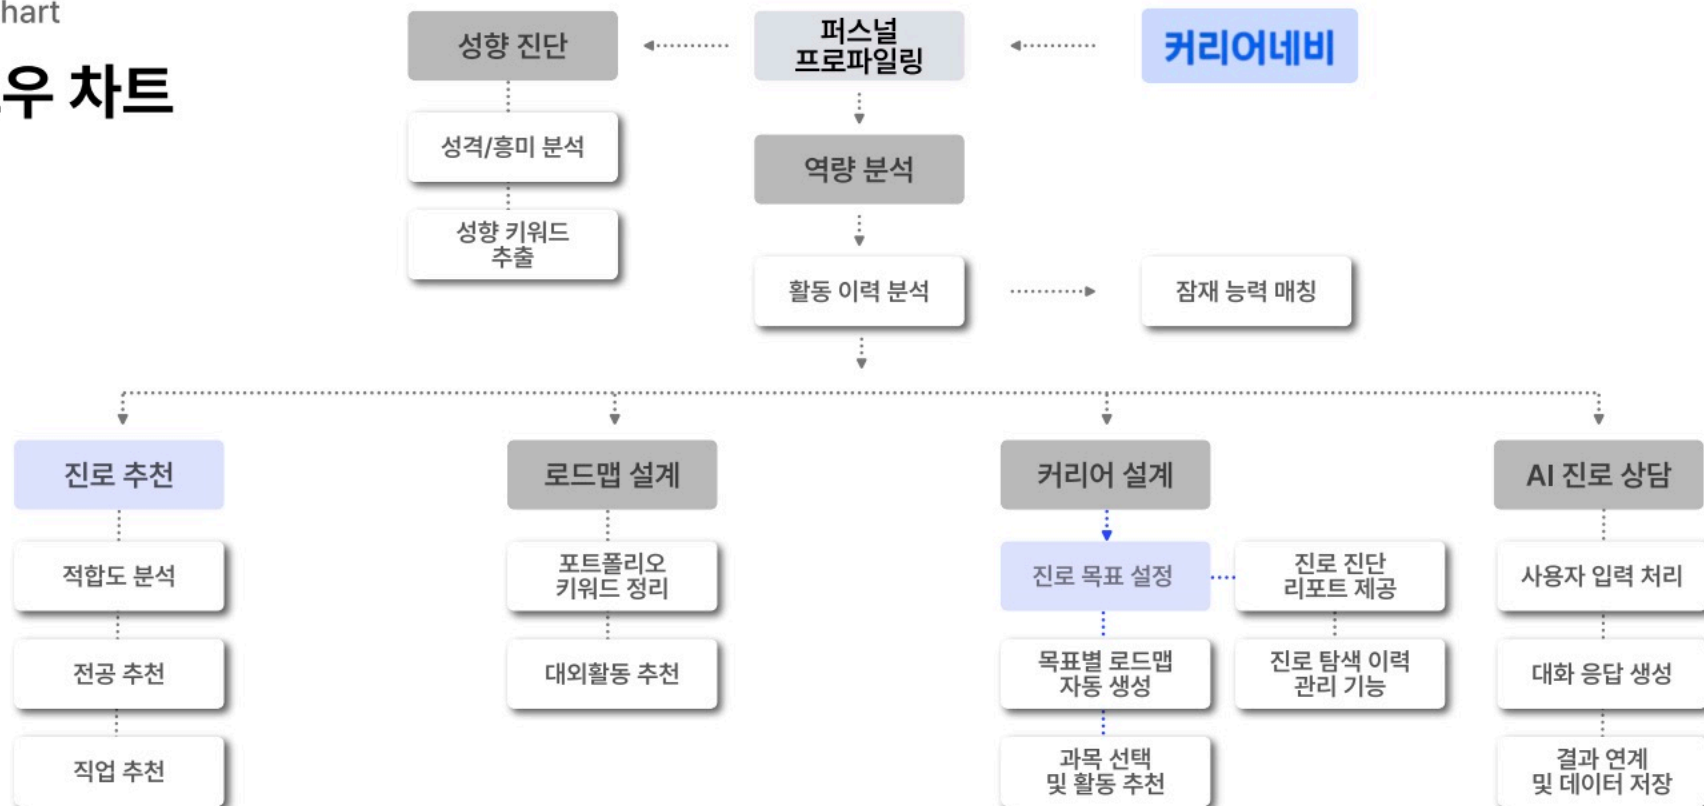 hart
우 차트
성향 진단
퍼스널
프로파일링
커리어네비
성격/흥미 분석
역량 분석
성향 키워드
추출
활동 이력 분석
잠재 능력 매칭
진로 추천
로드맵 설계
커리어 설계
AI 진로 상담
적합도 분석
포트폴리오
키워드 정리
진로 목표 설정
진로 진단
리포트 제공
사용자 입력 처리
전공 추천
대외활동 추천
목표별 로드맵
자동 생성
진로 탐색 이력
관리 기능
대화 응답 생성
직업 추천
과목 선택
및 활동 추천
결과 연계
및 데이터 저장